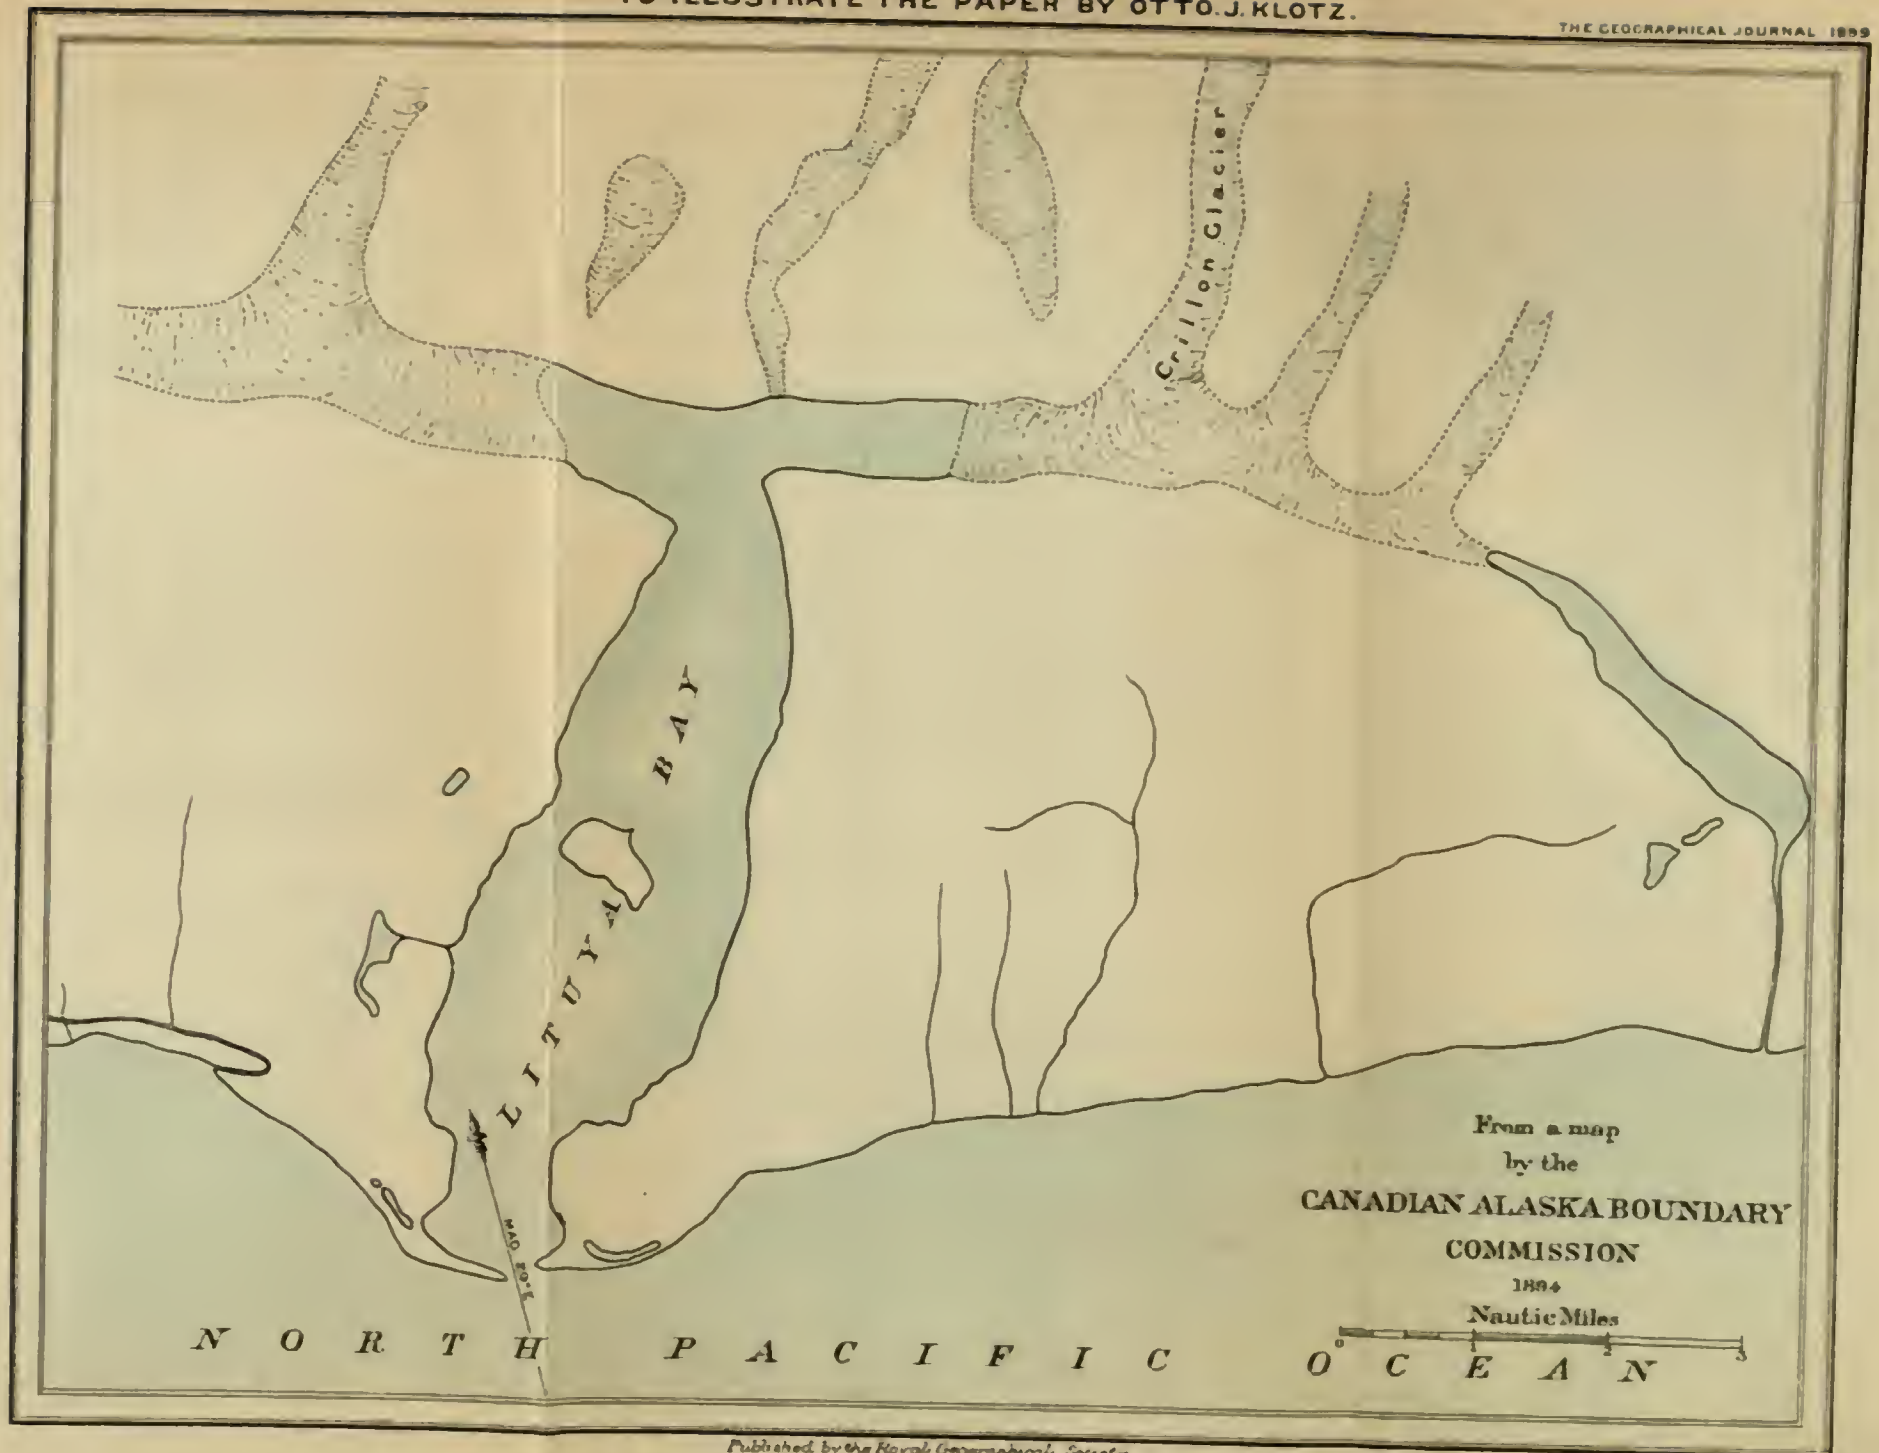 TO ILLUSTRATE THE PAPER BY OTTO.J.KLOTZ.
THE GEOGRAPHICAL JOURNAL 1899
Crillon Glacier
LITUYA BAY
MAG. 29° E
From a map
by the
CANADIAN ALASKA BOUNDARY
COMMISSION
1894
Nautic Miles
0 1 2 3
NORTH PACIFIC OCEAN
Published by the Royal Geographical Society